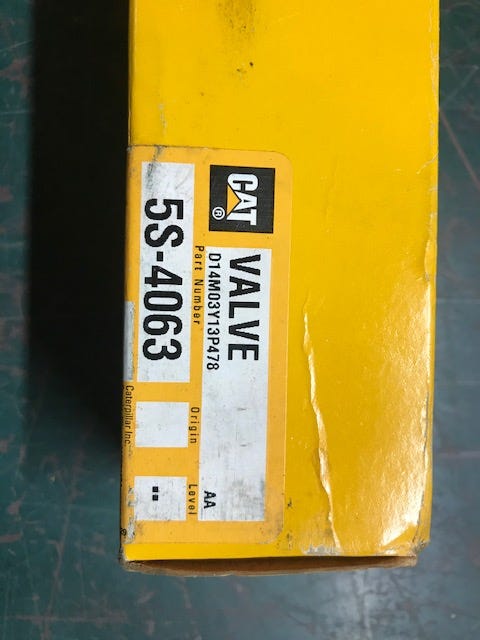 CAT ®
VALVE
D14M03Y13P478
AA
Part Number
Origin
Level
5S-4063
Caterpillar Inc.